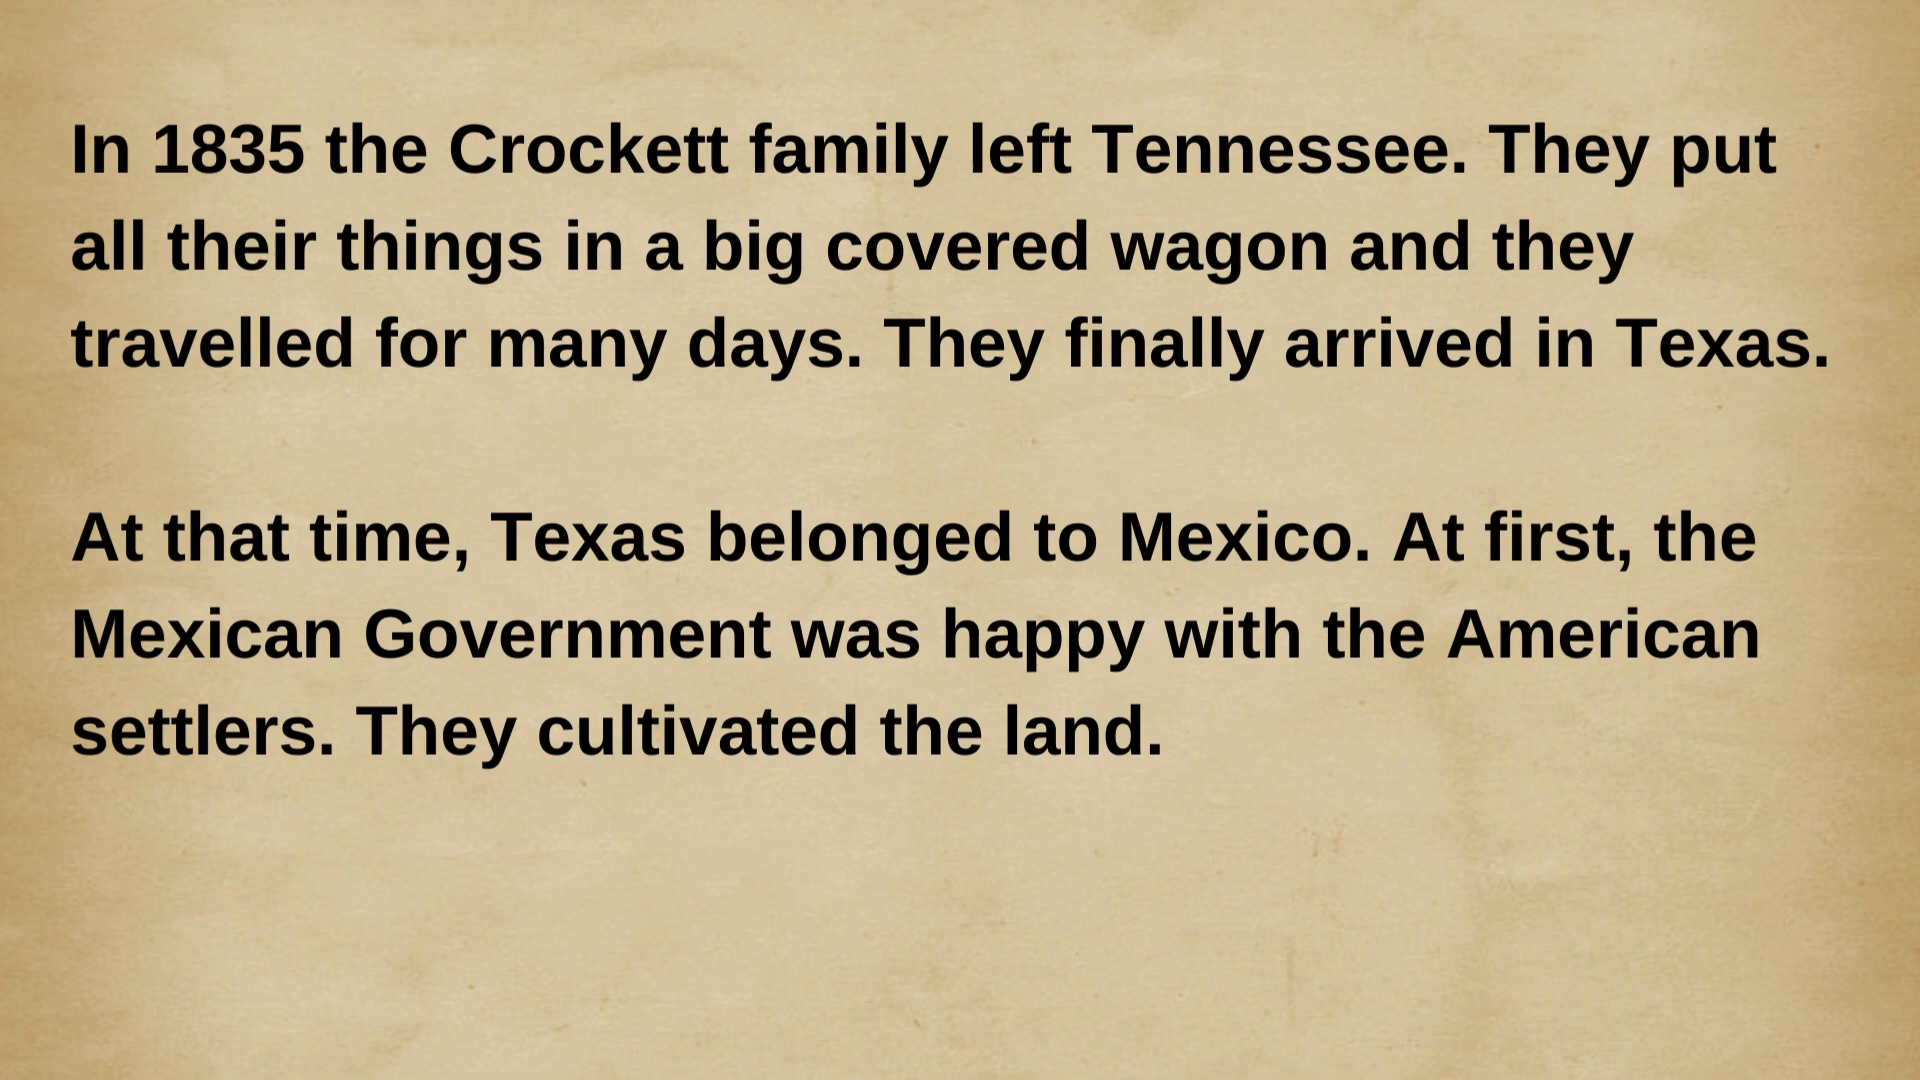 In 1835 the Crockett family left Tennessee. They put
all their things in a big covered wagon and they
travelled for many days. They finally arrived in Texas.
At that time, Texas belonged to Mexico. At first, the
Mexican Government was happy with the American
settlers. They cultivated the land.